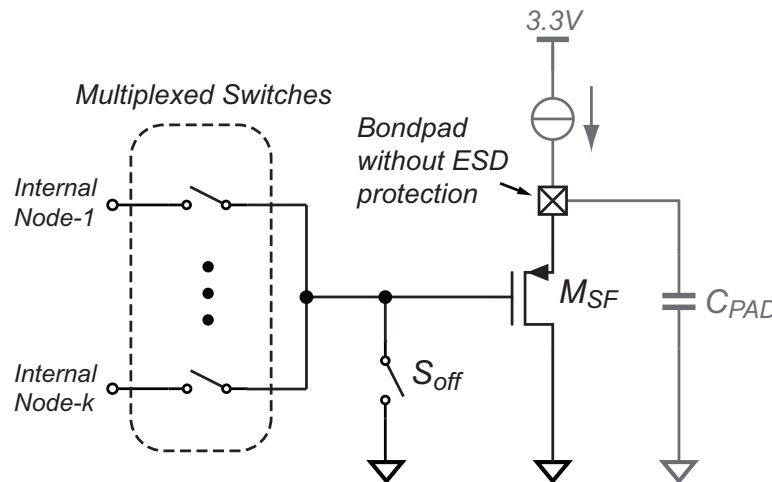 3.3V
Multiplexed Switches
Bondpad
without ESD
protection
Internal
Node-1
M_SF
C_PAD
S_off
Internal
Node-k